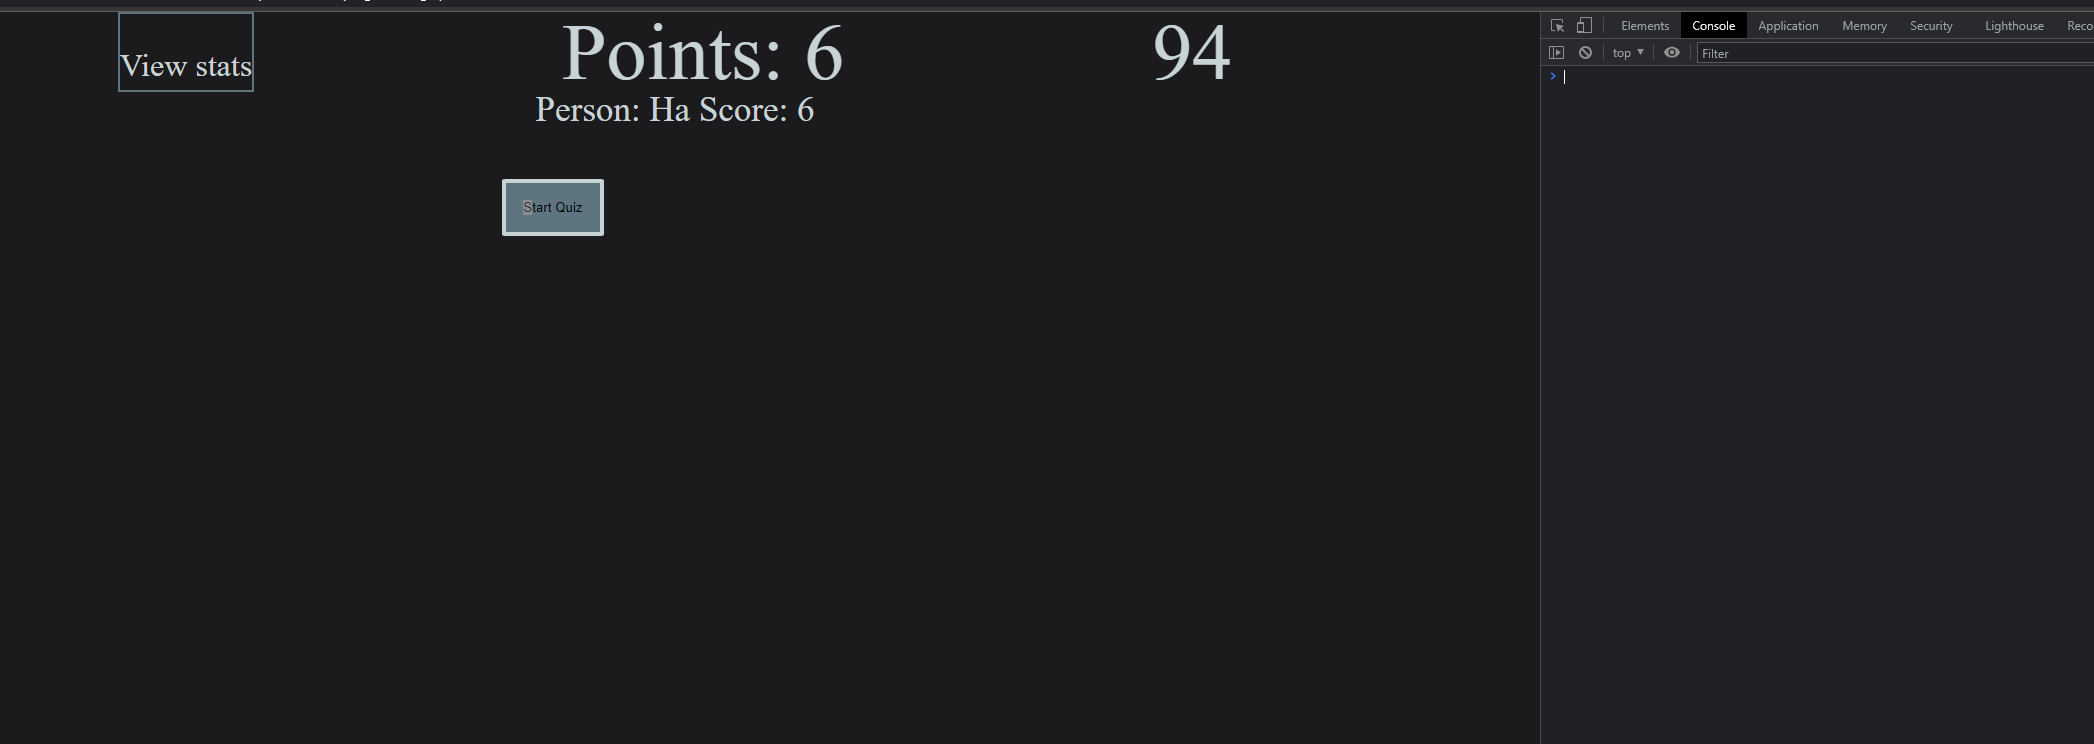 View stats
Points: 6
94
Person: Ha Score: 6
Start Quiz
Elements Console Application Memory Security Lighthouse Reco
top ▼ Filter
>